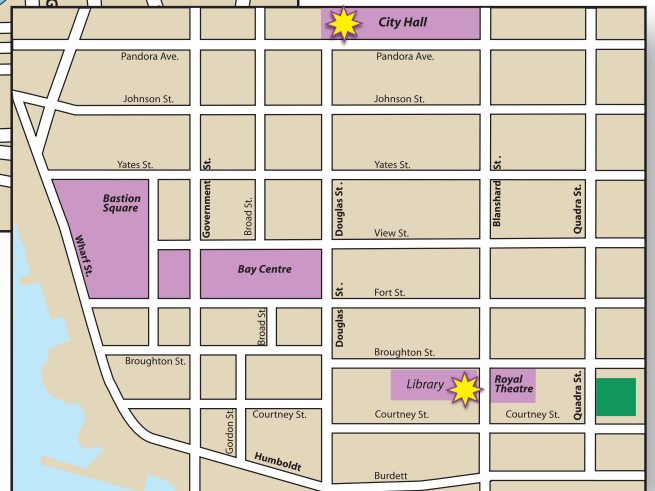 G
City Hall
Pandora Ave.
Pandora Ave.
Johnson St.
Johnson St.
Yates St.
Government St.
Yates St.
Blanshard St.
Bastion
Square
Broad St.
Douglas St.
Quadra St.
View St.
Wharf St.
Bay Centre
Fort St.
Broad St.
Douglas St.
Broughton St.
Broughton St.
Library
Royal
Theatre
Quadra St.
Gordon St.
Courtney St.
Courtney St.
Courtney St.
Humboldt
Burdett